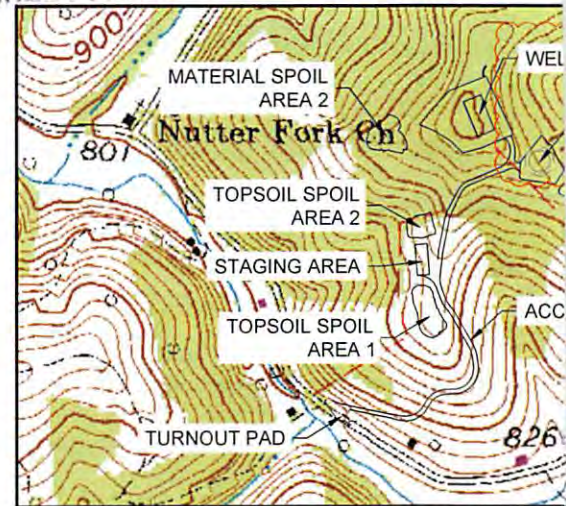 900
MATERIAL SPOIL
AREA 2
WEL
Nutter Fork Ch
801
TOPSOIL SPOIL
AREA 2
STAGING AREA
TOPSOIL SPOIL
AREA 1
ACC
TURNOUT PAD
826